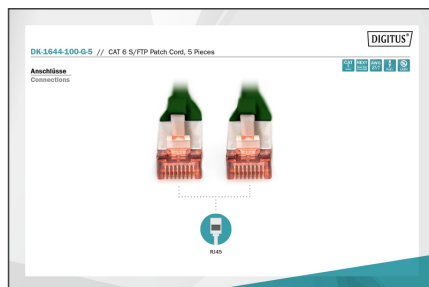 DIGITUS®
DK-1644-100-G-5 // CAT 6 S/FTP Patch Cord, 5 Pieces
Anschlüsse
Connections
RJ45